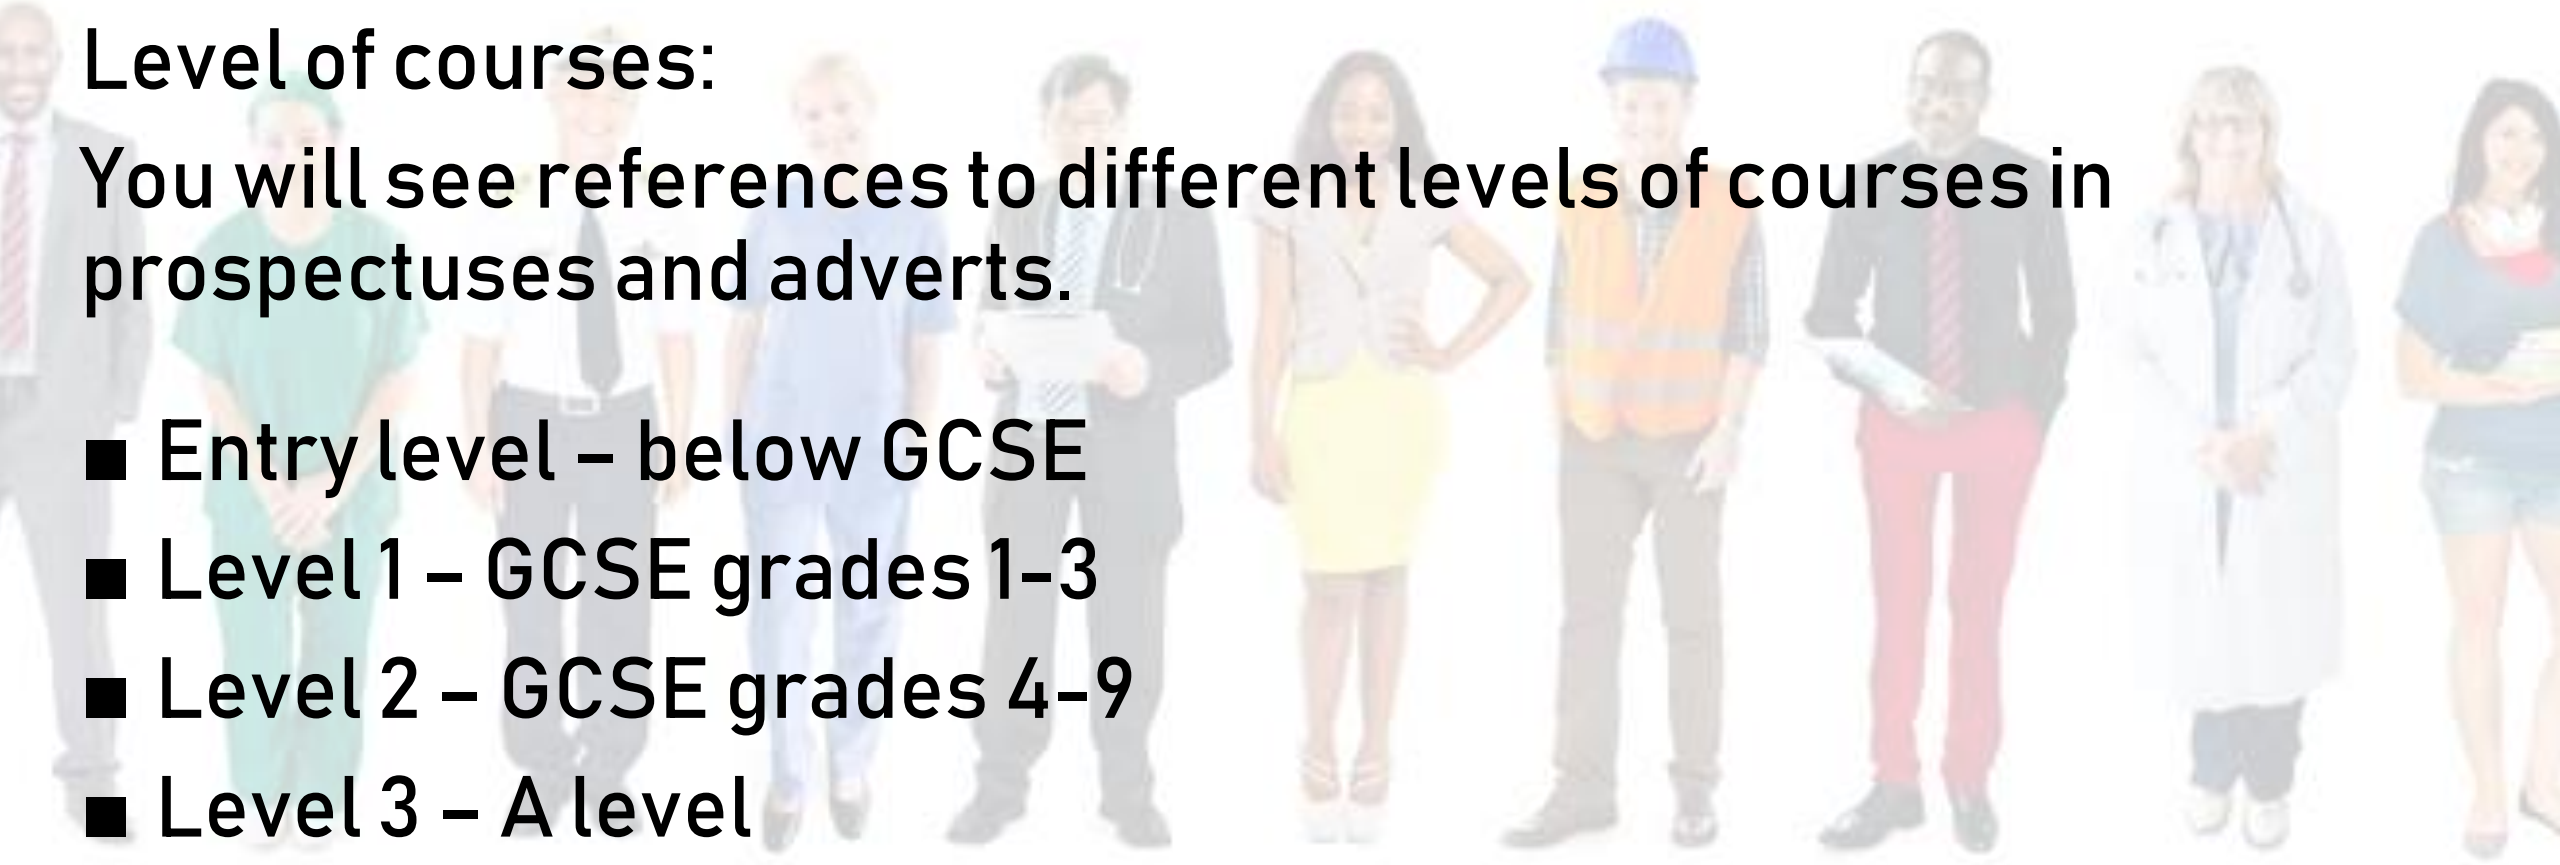 Level of courses:
You will see references to different levels of courses in
prospectuses and adverts.
■ Entry level – below GCSE
■ Level 1 – GCSE grades 1-3
■ Level 2 – GCSE grades 4-9
■ Level 3 – A level